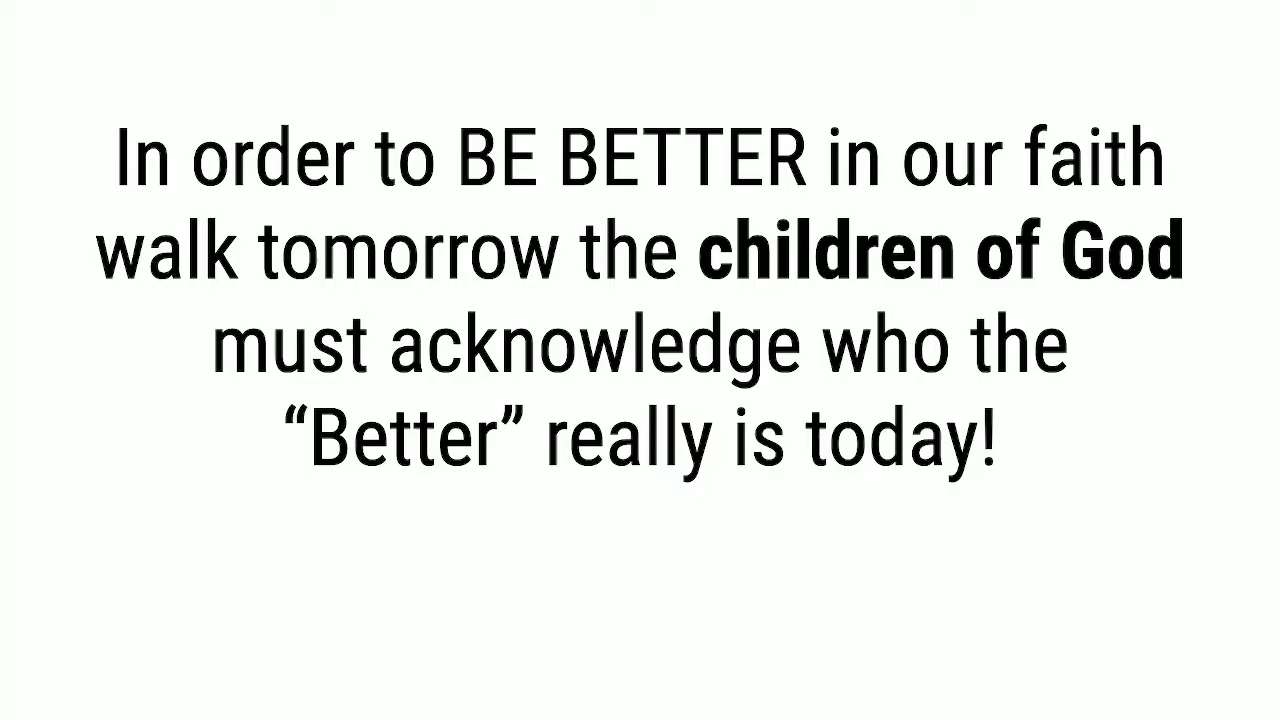 In order to BE BETTER in our faith
walk tomorrow the children of God
must acknowledge who the
“Better” really is today!